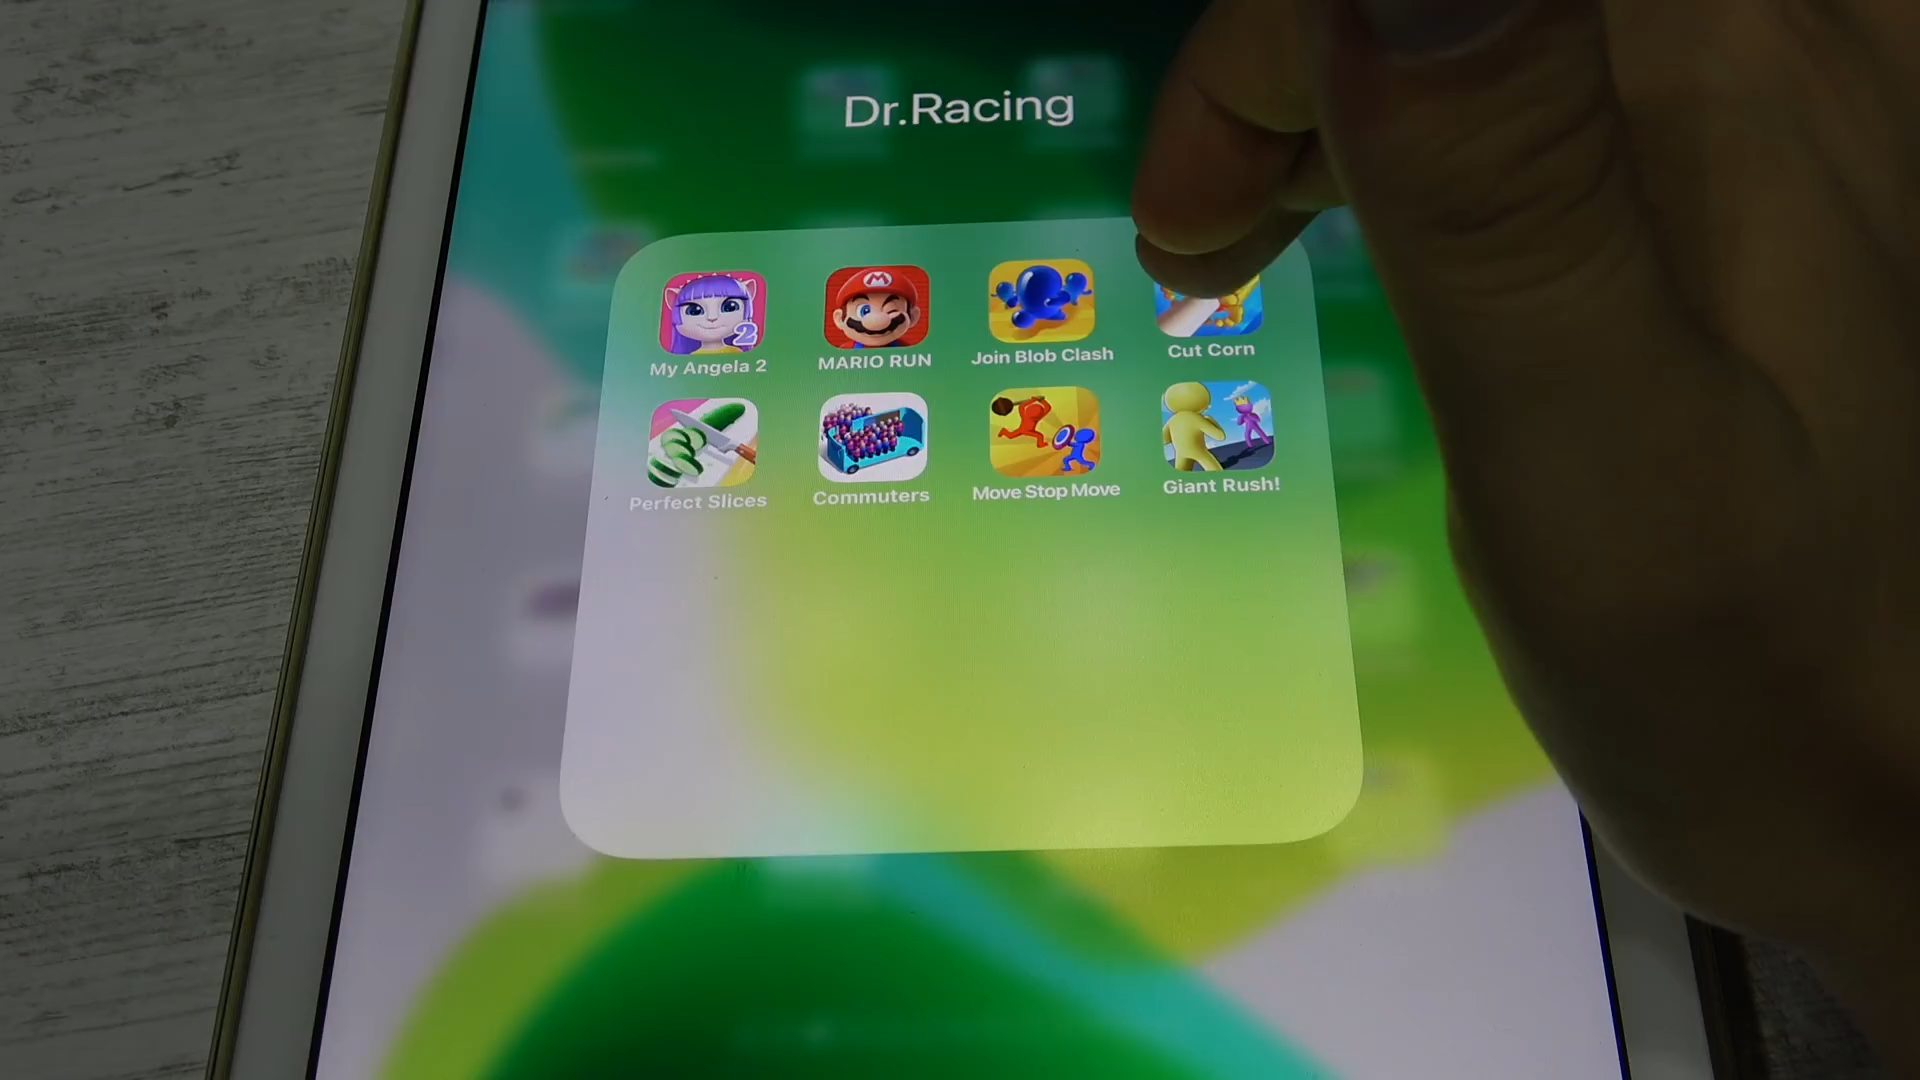 Dr.Racing
My Angela 2
MARIO RUN
Join Blob Clash
Cut Corn
Perfect Slices
Commuters
Move Stop Move
Giant Rush!
M
2